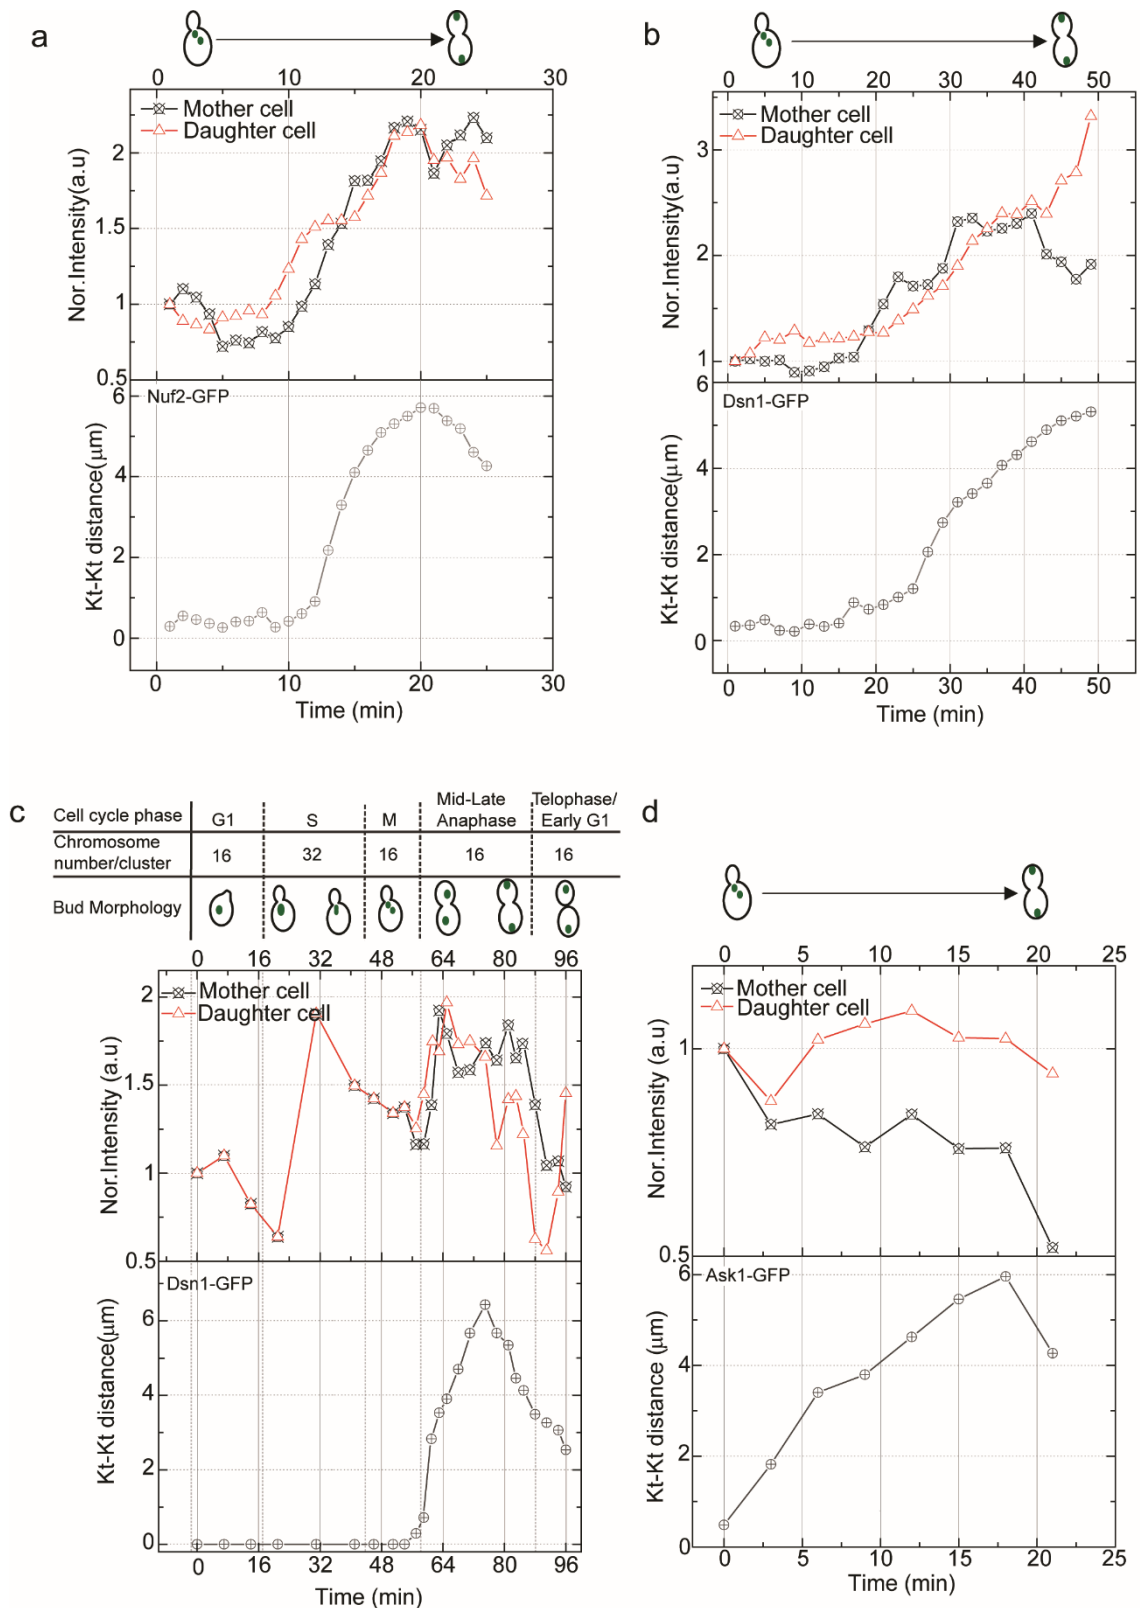 a
0 10 20 30
Mother cell
Daughter cell
2
1.5
1
0.5
Nor.Intensity(a.u)
Nuf2-GFP
6
4
2
0
Kt-Kt distance(μm)
0 10 20 30
Time (min)
b
0 10 20 30 40 50
Mother cell
Daughter cell
3
2
1
Nor.Intensity(a.u)
6
Dsn1-GFP
4
2
0
Kt-Kt distance(μm)
0 10 20 30 40 50
Time (min)
c
Cell cycle phase G1 S M Mid-Late Anaphase Telophase/ Early G1
Chromosome number/cluster 16 32 16 16 16
Bud Morphology
0 16 32 48 64 80 96
Mother cell
Daughter cell
2
1.5
1
0.5
Nor.Intensity (a.u)
Dsn1-GFP
6
4
2
0
Kt-Kt distance(μm)
0 16 32 48 64 80 96
Time (min)
d
0 5 10 15 20 25
Mother cell
Daughter cell
1
0.5
Nor.Intensity (a.u)
Ask1-GFP
6
4
2
0
Kt-Kt distance (μm)
0 5 10 15 20 25
Time (min)